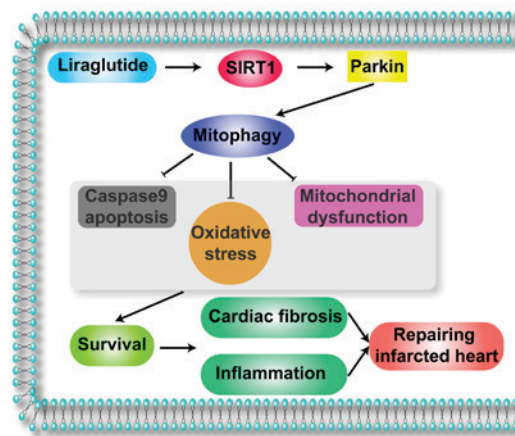 Liraglutide
SIRT1
Parkin
Mitophagy
Caspase9
apoptosis
Oxidative
stress
Mitochondrial
dysfunction
Survival
Cardiac fibrosis
Inflammation
Repairing
infarcted heart